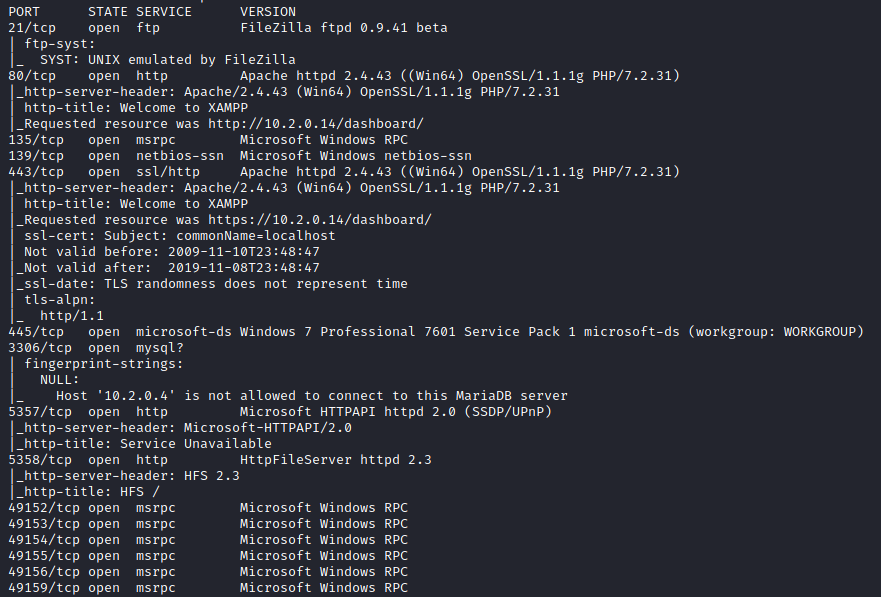 PORT      STATE SERVICE      VERSION
21/tcp    open  ftp          FileZilla ftpd 0.9.41 beta
| ftp-syst:
|_  SYST: UNIX emulated by FileZilla
80/tcp    open  http         Apache httpd 2.4.43 ((Win64) OpenSSL/1.1.1g PHP/7.2.31)
|_http-server-header: Apache/2.4.43 (Win64) OpenSSL/1.1.1g PHP/7.2.31
| http-title: Welcome to XAMPP
|_Requested resource was http://10.2.0.14/dashboard/
135/tcp   open  msrpc        Microsoft Windows RPC
139/tcp   open  netbios-ssn  Microsoft Windows netbios-ssn
443/tcp   open  ssl/http     Apache httpd 2.4.43 ((Win64) OpenSSL/1.1.1g PHP/7.2.31)
|_http-server-header: Apache/2.4.43 (Win64) OpenSSL/1.1.1g PHP/7.2.31
| http-title: Welcome to XAMPP
|_Requested resource was https://10.2.0.14/dashboard/
| ssl-cert: Subject: commonName=localhost
| Not valid before: 2009-11-10T23:48:47
|_Not valid after:  2019-11-08T23:48:47
|_ssl-date: TLS randomness does not represent time
| tls-alpn:
|_  http/1.1
445/tcp   open  microsoft-ds Windows 7 Professional 7601 Service Pack 1 microsoft-ds (workgroup: WORKGROUP)
3306/tcp  open  mysql?
| fingerprint-strings:
|   NULL:
|_    Host '10.2.0.4' is not allowed to connect to this MariaDB server
5357/tcp  open  http         Microsoft HTTPAPI httpd 2.0 (SSDP/UPnP)
|_http-server-header: Microsoft-HTTPAPI/2.0
|_http-title: Service Unavailable
5358/tcp  open  http         HttpFileServer httpd 2.3
|_http-server-header: HFS 2.3
|_http-title: HFS /
49152/tcp open  msrpc        Microsoft Windows RPC
49153/tcp open  msrpc        Microsoft Windows RPC
49154/tcp open  msrpc        Microsoft Windows RPC
49155/tcp open  msrpc        Microsoft Windows RPC
49156/tcp open  msrpc        Microsoft Windows RPC
49159/tcp open  msrpc        Microsoft Windows RPC